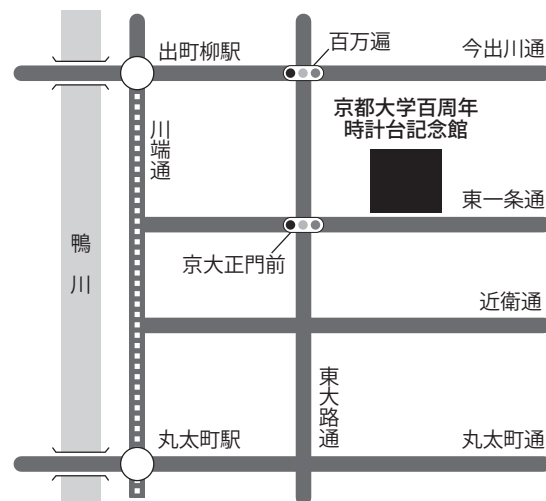 百万遍
出町柳駅
今出川通
京都大学百周年
時計台記念館
川端通
東一条通
鴨川
京大正門前
近衛通
東大路通
丸太町駅
丸太町通